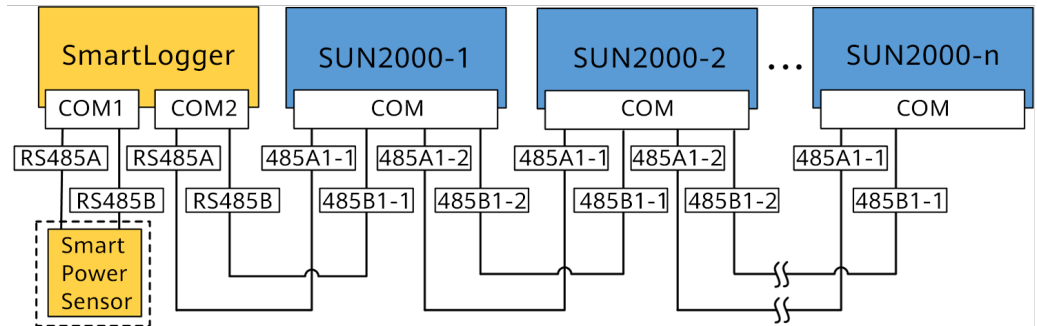 SmartLogger
SUN2000-1
SUN2000-2
...
SUN2000-n
COM1
COM2
COM
COM
COM
RS485A
RS485A
485A1-1
485A1-2
485A1-1
485A1-2
485A1-1
RS485B
RS485B
485B1-1
485B1-2
485B1-1
485B1-2
485B1-1
Smart
Power
Sensor